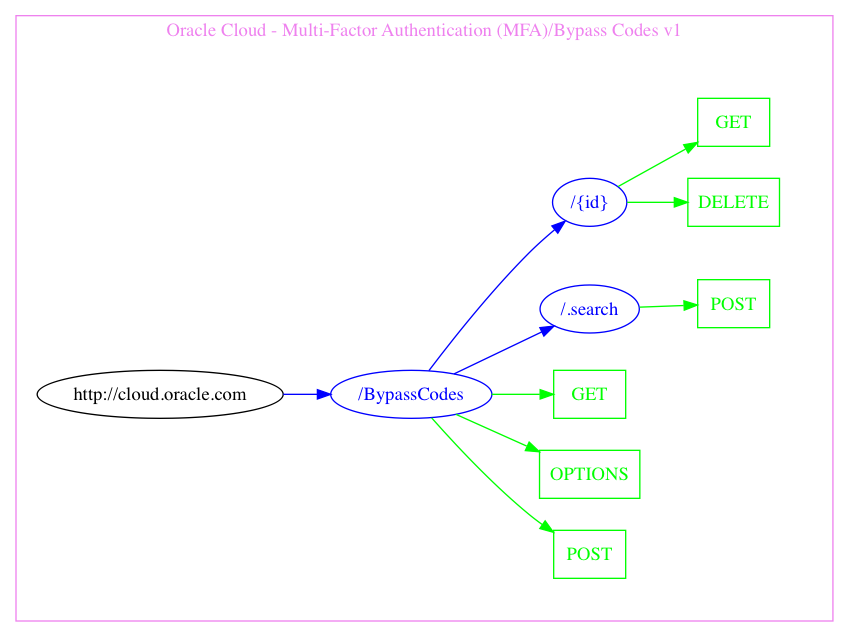 Oracle Cloud - Multi-Factor Authentication (MFA)/Bypass Codes v1
GET
/{id}
DELETE
/.search
POST
http://cloud.oracle.com
/BypassCodes
GET
OPTIONS
POST